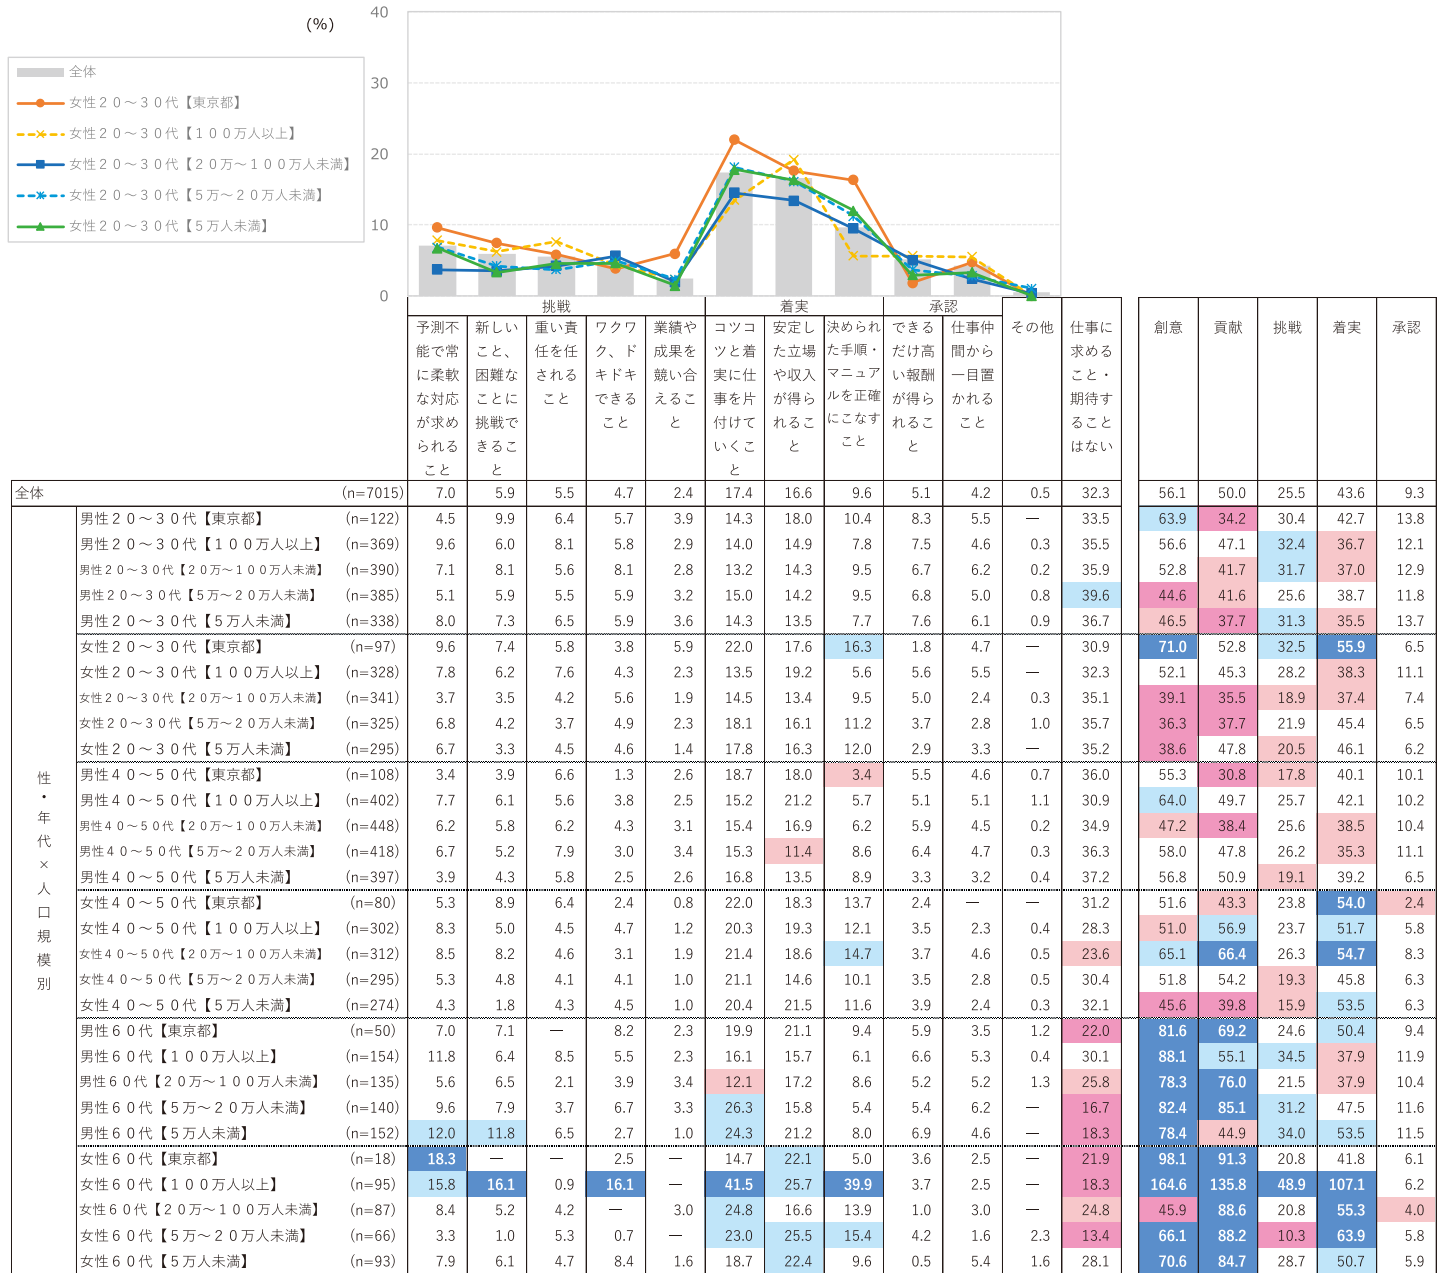 (%)
40
30
20
10
0
全体
女性２０～３０代【東京都】
女性２０～３０代【１００万人以上】
女性２０～３０代【２０万～１００万人未満】
女性２０～３０代【５万～２０万人未満】
女性２０～３０代【５万人未満】
挑戦 着実 承認
予測不能で常に柔軟な対応が求められること
新しいこと、困難なことに挑戦できること
重い責任を任されること
ワクワク、ドキドキできること
業績や成果を競い合えること
コツコツと着実に仕事を片付けていくこと
安定した立場や収入が得られること
決められた手順・マニュアルを正確にこなすこと
できるだけ高い報酬が得られること
仕事仲間から一目置かれること
その他
仕事に求めること・期待することはない
創意 貢献 挑戦 着実 承認
全体 (n=7015) 7.0 5.9 5.5 4.7 2.4 17.4 16.6 9.6 5.1 4.2 0.5 32.3 56.1 50.0 25.5 43.6 9.3
性・年代×人口規模別
男性２０～３０代【東京都】 (n=122) 4.5 9.9 6.4 5.7 3.9 14.3 18.0 10.4 8.3 5.5 ― 33.5 63.9 34.2 30.4 42.7 13.8
男性２０～３０代【１００万人以上】 (n=369) 9.6 6.0 8.1 5.8 2.9 14.0 14.9 7.8 7.5 4.6 0.3 35.5 56.6 47.1 32.4 36.7 12.1
男性２０～３０代【２０万～１００万人未満】 (n=390) 7.1 8.1 5.6 8.1 2.8 13.2 14.3 9.5 6.7 6.2 0.2 35.9 52.8 41.7 31.7 37.0 12.9
男性２０～３０代【５万～２０万人未満】 (n=385) 5.1 5.9 5.5 5.9 3.2 15.0 14.2 9.5 6.8 5.0 0.8 39.6 44.6 41.6 25.6 38.7 11.8
男性２０～３０代【５万人未満】 (n=338) 8.0 7.3 6.5 5.9 3.6 14.3 13.5 7.7 7.6 6.1 0.9 36.7 46.5 37.7 31.3 35.5 13.7
女性２０～３０代【東京都】 (n=97) 9.6 7.4 5.8 3.8 5.9 22.0 17.6 16.3 1.8 4.7 ― 30.9 71.0 52.8 32.5 55.9 6.5
女性２０～３０代【１００万人以上】 (n=328) 7.8 6.2 7.6 4.3 2.3 13.5 19.2 5.6 5.6 5.5 ― 32.3 52.1 45.3 28.2 38.3 11.1
女性２０～３０代【２０万～１００万人未満】 (n=341) 3.7 3.5 4.2 5.6 1.9 14.5 13.4 9.5 5.0 2.4 0.3 35.1 39.1 35.5 18.9 37.4 7.4
女性２０～３０代【５万～２０万人未満】 (n=325) 6.8 4.2 3.7 4.9 2.3 18.1 16.1 11.2 3.7 2.8 1.0 35.7 36.3 37.7 21.9 45.4 6.5
女性２０～３０代【５万人未満】 (n=295) 6.7 3.3 4.5 4.6 1.4 17.8 16.3 12.0 2.9 3.3 ― 35.2 38.6 47.8 20.5 46.1 6.2
男性４０～５０代【東京都】 (n=108) 3.4 3.9 6.6 1.3 2.6 18.7 18.0 3.4 5.5 4.6 0.7 36.0 55.3 30.8 17.8 40.1 10.1
男性４０～５０代【１００万人以上】 (n=402) 7.7 6.1 5.6 3.8 2.5 15.2 21.2 5.7 5.1 5.1 1.1 30.9 64.0 49.7 25.7 42.1 10.2
男性４０～５０代【２０万～１００万人未満】 (n=448) 6.2 5.8 6.2 4.3 3.1 15.4 16.9 6.2 5.9 4.5 0.2 34.9 47.2 38.4 25.6 38.5 10.4
男性４０～５０代【５万～２０万人未満】 (n=418) 6.7 5.2 7.9 3.0 3.4 15.3 11.4 8.6 6.4 4.7 0.3 36.3 58.0 47.8 26.2 35.3 11.1
男性４０～５０代【５万人未満】 (n=397) 3.9 4.3 5.8 2.5 2.6 16.8 13.5 8.9 3.3 3.2 0.4 37.2 56.8 50.9 19.1 39.2 6.5
女性４０～５０代【東京都】 (n=80) 5.3 8.9 6.4 2.4 0.8 22.0 18.3 13.7 2.4 ― ― 31.2 51.6 43.3 23.8 54.0 2.4
女性４０～５０代【１００万人以上】 (n=302) 8.3 5.0 4.5 4.7 1.2 20.3 19.3 12.1 3.5 2.3 0.4 28.3 51.0 56.9 23.7 51.7 5.8
女性４０～５０代【２０万～１００万人未満】 (n=312) 8.5 8.2 4.6 3.1 1.9 21.4 18.6 14.7 3.7 4.6 0.5 23.6 65.1 66.4 26.3 54.7 8.3
女性４０～５０代【５万～２０万人未満】 (n=295) 5.3 4.8 4.1 4.1 1.0 21.1 14.6 10.1 3.5 2.8 0.5 30.4 51.8 54.2 19.3 45.8 6.3
女性４０～５０代【５万人未満】 (n=274) 4.3 1.8 4.3 4.5 1.0 20.4 21.5 11.6 3.9 2.4 0.3 32.1 45.6 39.8 15.9 53.5 6.3
男性６０代【東京都】 (n=50) 7.0 7.1 ― 8.2 2.3 19.9 21.1 9.4 5.9 3.5 1.2 22.0 81.6 69.2 24.6 50.4 9.4
男性６０代【１００万人以上】 (n=154) 11.8 6.4 8.5 5.5 2.3 16.1 15.7 6.1 6.6 5.3 0.4 30.1 88.1 55.1 34.5 37.9 11.9
男性６０代【２０万～１００万人未満】 (n=135) 5.6 6.5 2.1 3.9 3.4 12.1 17.2 8.6 5.2 5.2 1.3 25.8 78.3 76.0 21.5 37.9 10.4
男性６０代【５万～２０万人未満】 (n=140) 9.6 7.9 3.7 6.7 3.3 26.3 15.8 5.4 5.4 6.2 ― 16.7 82.4 85.1 31.2 47.5 11.6
男性６０代【５万人未満】 (n=152) 12.0 11.8 6.5 2.7 1.0 24.3 21.2 8.0 6.9 4.6 ― 18.3 78.4 44.9 34.0 53.5 11.5
女性６０代【東京都】 (n=18) 18.3 ― ― 2.5 ― 14.7 22.1 5.0 3.6 2.5 ― 21.9 98.1 91.3 20.8 41.8 6.1
女性６０代【１００万人以上】 (n=95) 15.8 16.1 0.9 16.1 ― 41.5 25.7 39.9 3.7 2.5 ― 18.3 164.6 135.8 48.9 107.1 6.2
女性６０代【２０万～１００万人未満】 (n=87) 8.4 5.2 4.2 ― 3.0 24.8 16.6 13.9 1.0 3.0 ― 24.8 45.9 88.6 20.8 55.3 4.0
女性６０代【５万～２０万人未満】 (n=66) 3.3 1.0 5.3 0.7 ― 23.0 25.5 15.4 4.2 1.6 2.3 13.4 66.1 88.2 10.3 63.9 5.8
女性６０代【５万人未満】 (n=93) 7.9 6.1 4.7 8.4 1.6 18.7 22.4 9.6 0.5 5.4 1.6 28.1 70.6 84.7 28.7 50.7 5.9